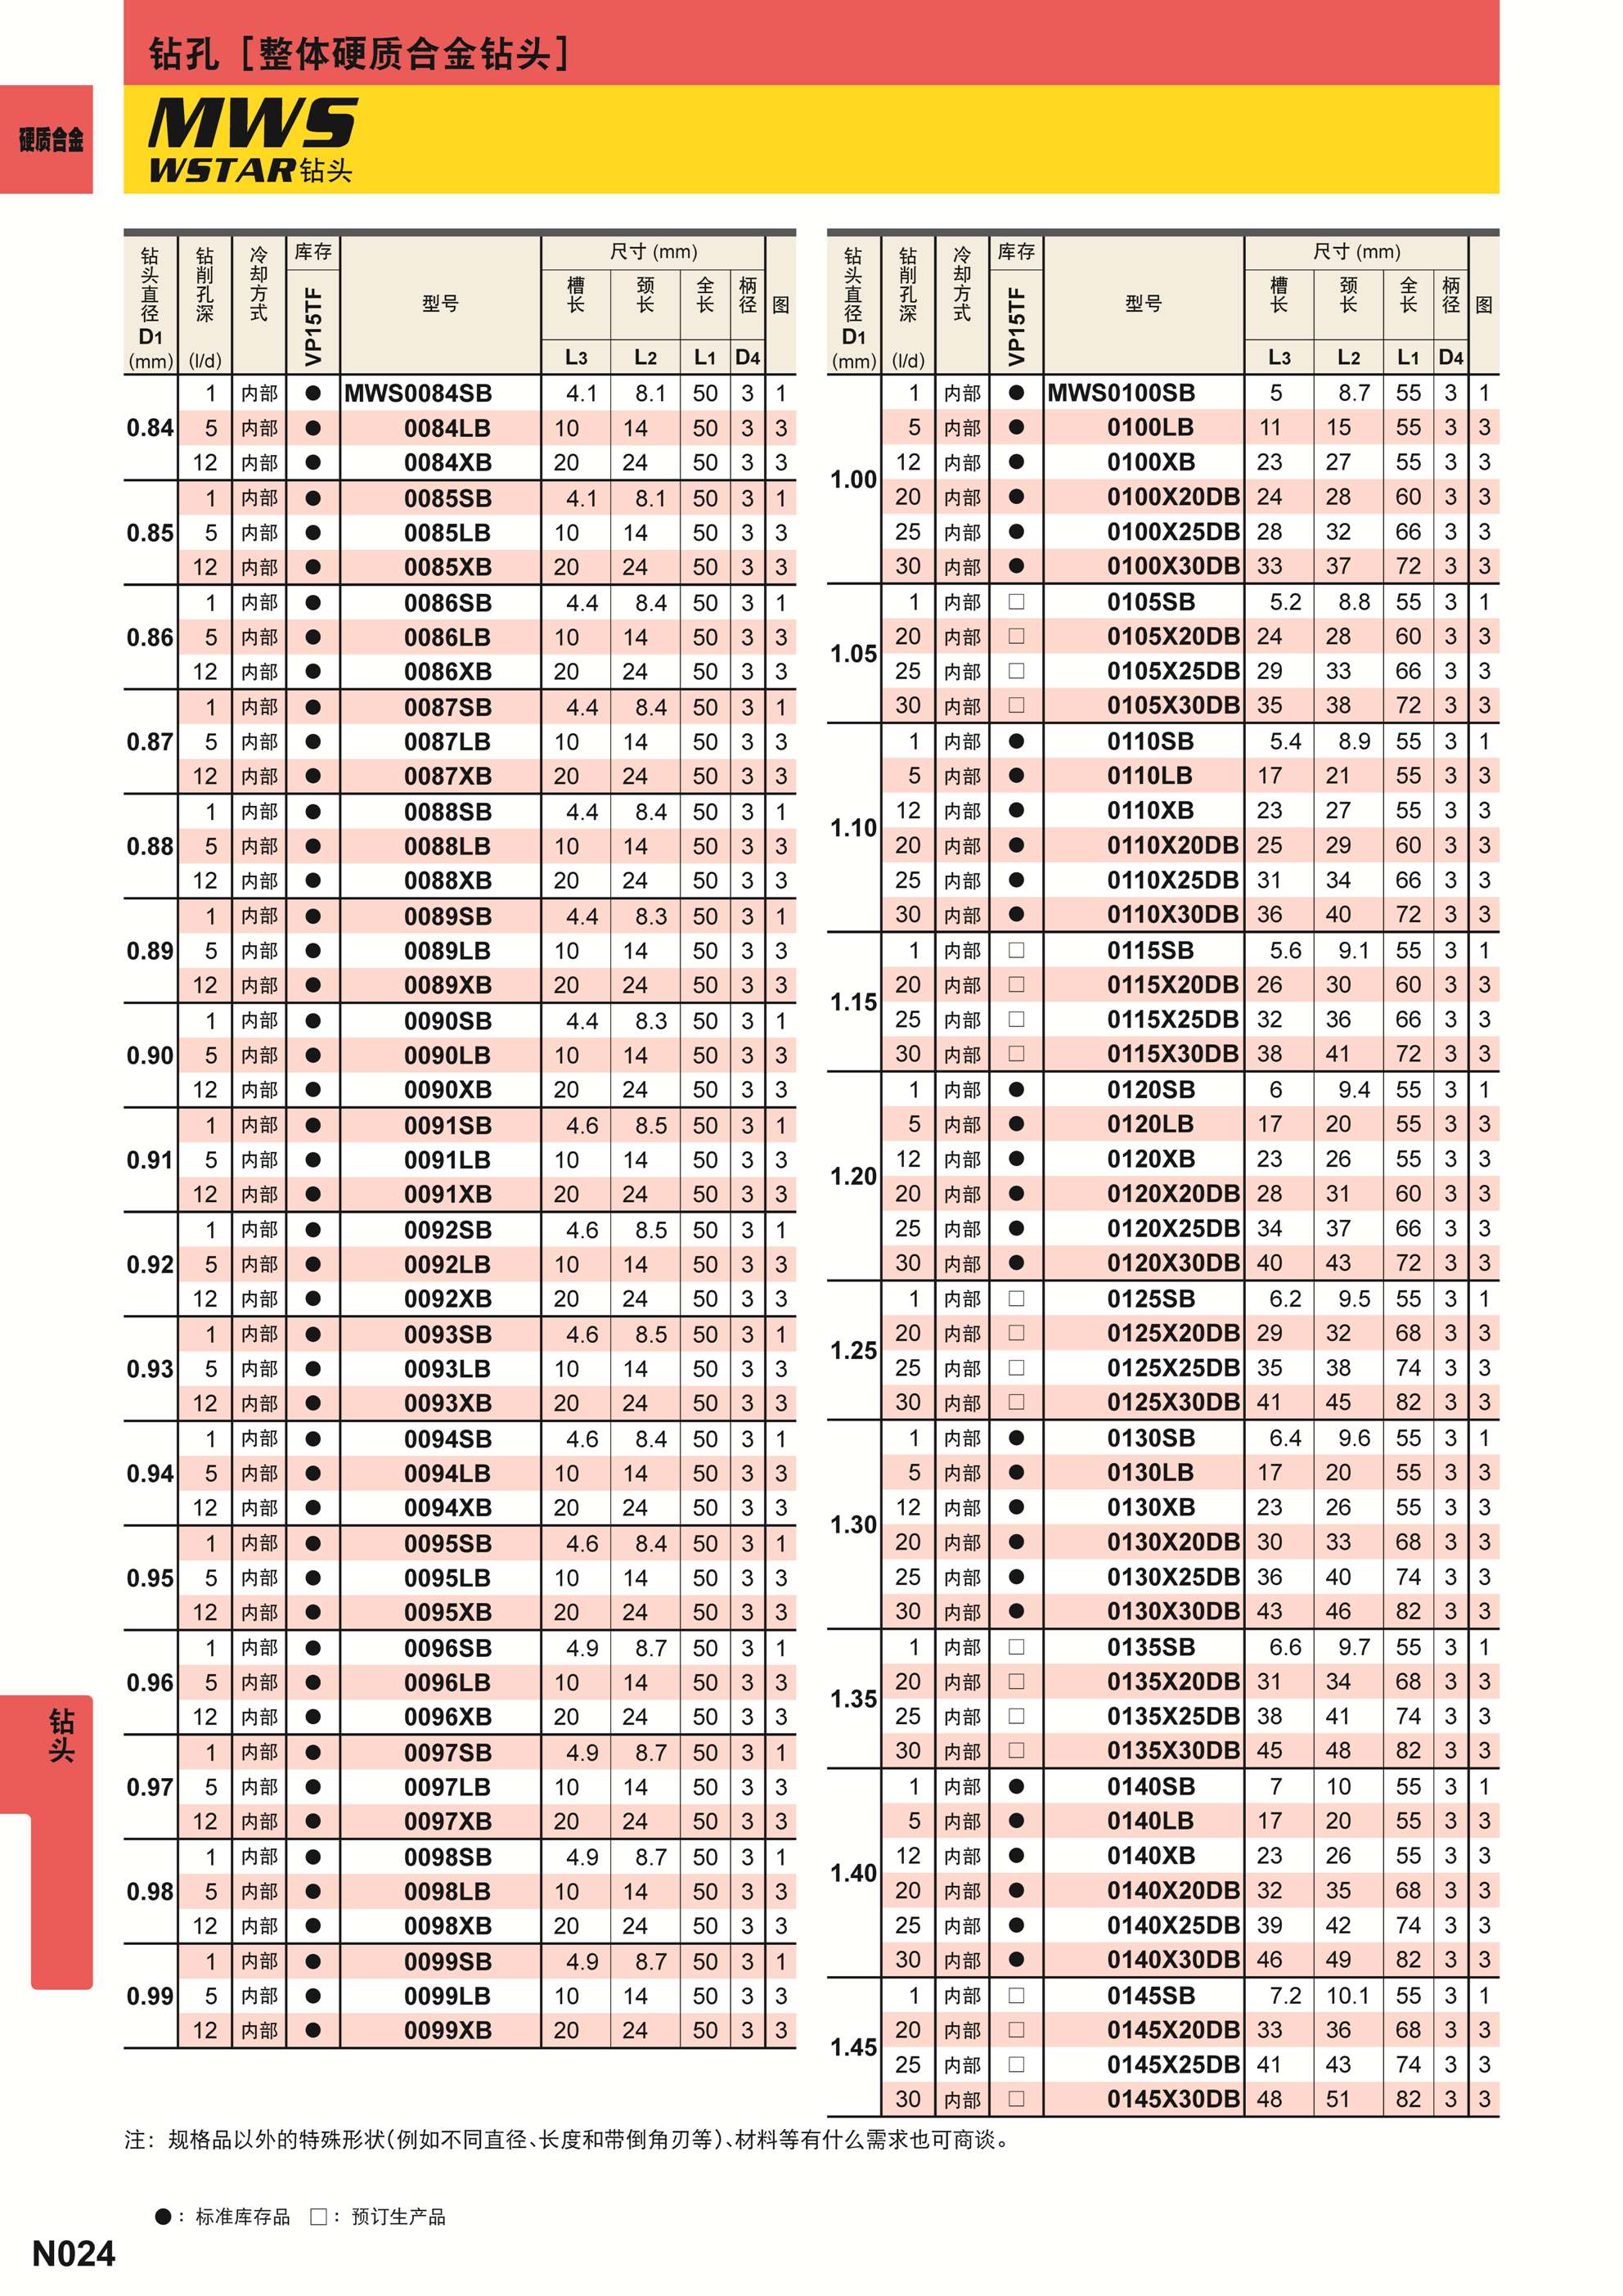 钻孔 [整体硬质合金钻头]
硬质合金
MWS
WSTAR钻头
钻头直径 D1 (mm) 钻削孔深 (l/d) 冷却方式 库存 VP15TF 型号 尺寸 (mm) 槽长 L3 颈长 L2 全长 L1 柄径 D4 图
0.84 1 内部 ● MWS0084SB 4.1 8.1 50 3 1
5 内部 ● 0084LB 10 14 50 3 3
12 内部 ● 0084XB 20 24 50 3 3
0.85 1 内部 ● 0085SB 4.1 8.1 50 3 1
5 内部 ● 0085LB 10 14 50 3 3
12 内部 ● 0085XB 20 24 50 3 3
0.86 1 内部 ● 0086SB 4.4 8.4 50 3 1
5 内部 ● 0086LB 10 14 50 3 3
12 内部 ● 0086XB 20 24 50 3 3
0.87 1 内部 ● 0087SB 4.4 8.4 50 3 1
5 内部 ● 0087LB 10 14 50 3 3
12 内部 ● 0087XB 20 24 50 3 3
0.88 1 内部 ● 0088SB 4.4 8.4 50 3 1
5 内部 ● 0088LB 10 14 50 3 3
12 内部 ● 0088XB 20 24 50 3 3
0.89 1 内部 ● 0089SB 4.4 8.3 50 3 1
5 内部 ● 0089LB 10 14 50 3 3
12 内部 ● 0089XB 20 24 50 3 3
0.90 1 内部 ● 0090SB 4.4 8.3 50 3 1
5 内部 ● 0090LB 10 14 50 3 3
12 内部 ● 0090XB 20 24 50 3 3
0.91 1 内部 ● 0091SB 4.6 8.5 50 3 1
5 内部 ● 0091LB 10 14 50 3 3
12 内部 ● 0091XB 20 24 50 3 3
0.92 1 内部 ● 0092SB 4.6 8.5 50 3 1
5 内部 ● 0092LB 10 14 50 3 3
12 内部 ● 0092XB 20 24 50 3 3
0.93 1 内部 ● 0093SB 4.6 8.5 50 3 1
5 内部 ● 0093LB 10 14 50 3 3
12 内部 ● 0093XB 20 24 50 3 3
0.94 1 内部 ● 0094SB 4.6 8.4 50 3 1
5 内部 ● 0094LB 10 14 50 3 3
12 内部 ● 0094XB 20 24 50 3 3
0.95 1 内部 ● 0095SB 4.6 8.4 50 3 1
5 内部 ● 0095LB 10 14 50 3 3
12 内部 ● 0095XB 20 24 50 3 3
0.96 1 内部 ● 0096SB 4.9 8.7 50 3 1
5 内部 ● 0096LB 10 14 50 3 3
12 内部 ● 0096XB 20 24 50 3 3
0.97 1 内部 ● 0097SB 4.9 8.7 50 3 1
5 内部 ● 0097LB 10 14 50 3 3
12 内部 ● 0097XB 20 24 50 3 3
0.98 1 内部 ● 0098SB 4.9 8.7 50 3 1
5 内部 ● 0098LB 10 14 50 3 3
12 内部 ● 0098XB 20 24 50 3 3
0.99 1 内部 ● 0099SB 4.9 8.7 50 3 1
5 内部 ● 0099LB 10 14 50 3 3
12 内部 ● 0099XB 20 24 50 3 3
钻头直径 D1 (mm) 钻削孔深 (l/d) 冷却方式 库存 VP15TF 型号 尺寸 (mm) 槽长 L3 颈长 L2 全长 L1 柄径 D4 图
1.00 1 内部 ● MWS0100SB 5 8.7 55 3 1
5 内部 ● 0100LB 11 15 55 3 3
12 内部 ● 0100XB 23 27 55 3 3
20 内部 ● 0100X20DB 24 28 60 3 3
25 内部 ● 0100X25DB 28 32 66 3 3
30 内部 ● 0100X30DB 33 37 72 3 3
1.05 1 内部 □ 0105SB 5.2 8.8 55 3 1
20 内部 □ 0105X20DB 24 28 60 3 3
25 内部 □ 0105X25DB 29 33 66 3 3
30 内部 □ 0105X30DB 35 38 72 3 3
1.10 1 内部 ● 0110SB 5.4 8.9 55 3 1
5 内部 ● 0110LB 17 21 55 3 3
12 内部 ● 0110XB 23 27 55 3 3
20 内部 ● 0110X20DB 25 29 60 3 3
25 内部 ● 0110X25DB 31 34 66 3 3
30 内部 ● 0110X30DB 36 40 72 3 3
1.15 1 内部 □ 0115SB 5.6 9.1 55 3 1
20 内部 □ 0115X20DB 26 30 60 3 3
25 内部 □ 0115X25DB 32 36 66 3 3
30 内部 □ 0115X30DB 38 41 72 3 3
1.20 1 内部 ● 0120SB 6 9.4 55 3 1
5 内部 ● 0120LB 17 20 55 3 3
12 内部 ● 0120XB 23 26 55 3 3
20 内部 ● 0120X20DB 28 31 60 3 3
25 内部 ● 0120X25DB 34 37 66 3 3
30 内部 ● 0120X30DB 40 43 72 3 3
1.25 1 内部 □ 0125SB 6.2 9.5 55 3 1
20 内部 □ 0125X20DB 29 32 68 3 3
25 内部 □ 0125X25DB 35 38 74 3 3
30 内部 □ 0125X30DB 41 45 82 3 3
1.30 1 内部 ● 0130SB 6.4 9.6 55 3 1
5 内部 ● 0130LB 17 20 55 3 3
12 内部 ● 0130XB 23 26 55 3 3
20 内部 ● 0130X20DB 30 33 68 3 3
25 内部 ● 0130X25DB 36 40 74 3 3
30 内部 ● 0130X30DB 43 46 82 3 3
1.35 1 内部 □ 0135SB 6.6 9.7 55 3 1
20 内部 □ 0135X20DB 31 34 68 3 3
25 内部 □ 0135X25DB 38 41 74 3 3
30 内部 □ 0135X30DB 45 48 82 3 3
1.40 1 内部 ● 0140SB 7 10 55 3 1
5 内部 ● 0140LB 17 20 55 3 3
12 内部 ● 0140XB 23 26 55 3 3
20 内部 ● 0140X20DB 32 35 68 3 3
25 内部 ● 0140X25DB 39 42 74 3 3
30 内部 ● 0140X30DB 46 49 82 3 3
1.45 1 内部 □ 0145SB 7.2 10.1 55 3 1
20 内部 □ 0145X20DB 33 36 68 3 3
25 内部 □ 0145X25DB 41 43 74 3 3
30 内部 □ 0145X30DB 48 51 82 3 3
钻头
注: 规格品以外的特殊形状(例如不同直径、长度和带倒角刃等)、材料等有什么需求也可商谈。
●: 标准库存品 □: 预订生产品
N024